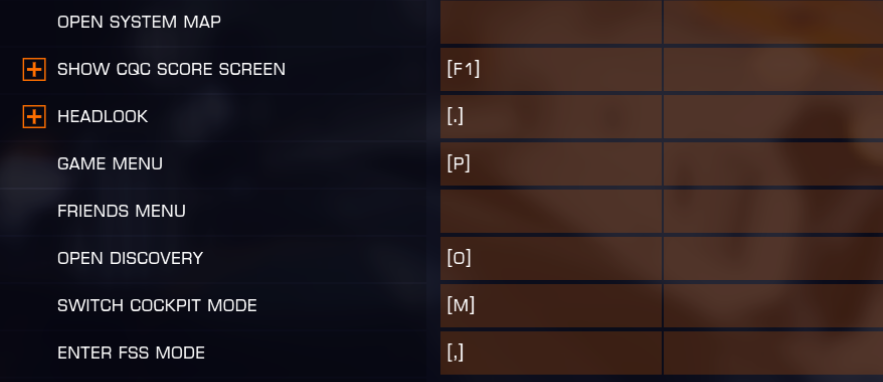 OPEN SYSTEM MAP
SHOW CQC SCORE SCREEN [F1]
HEADLOOK [.]
GAME MENU [P]
FRIENDS MENU
OPEN DISCOVERY [O]
SWITCH COCKPIT MODE [M]
ENTER FSS MODE [,]